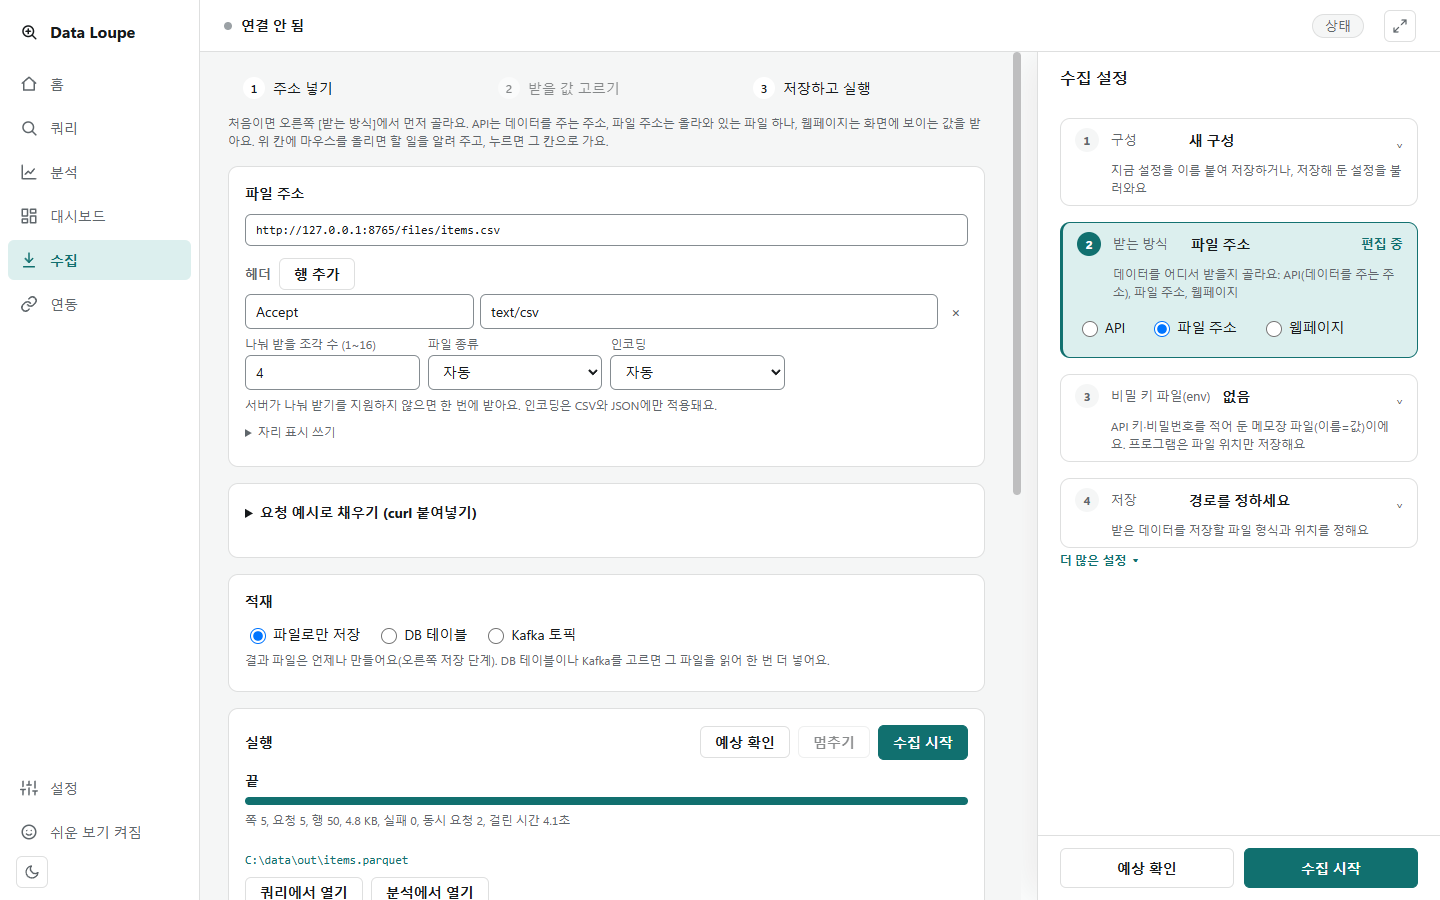 Data Loupe
홈
쿼리
분석
대시보드
수집
연동
설정
쉬운 보기 켜짐
연결 안 됨
상태
1 주소 넣기
2 받을 값 고르기
3 저장하고 실행
처음이면 오른쪽 [받는 방식]에서 먼저 골라요. API는 데이터를 주는 주소, 파일 주소는 올라와 있는 파일 하나, 웹페이지는 화면에 보이는 값을 받
아요. 위 칸에 마우스를 올리면 할 일을 알려 주고, 누르면 그 칸으로 가요.
파일 주소
http://127.0.0.1:8765/files/items.csv
헤더 행 추가
Accept text/csv ×
나눠 받을 조각 수 (1~16) 파일 종류 인코딩
4 자동 자동
서버가 나눠 받기를 지원하지 않으면 한 번에 받아요. 인코딩은 CSV와 JSON에만 적용돼요.
▶ 자리 표시 쓰기
▶ 요청 예시로 채우기 (curl 붙여넣기)
적재
파일로만 저장 DB 테이블 Kafka 토픽
결과 파일은 언제나 만들어요(오른쪽 저장 단계). DB 테이블이나 Kafka를 고르면 그 파일을 읽어 한 번 더 넣어요.
실행 예상 확인 멈추기 수집 시작
끝
쪽 5, 요청 5, 행 50, 4.8 KB, 실패 0, 동시 요청 2, 걸린 시간 4.1초
C:\data\out\items.parquet
쿼리에서 열기 분석에서 열기
수집 설정
1 구성 새 구성
지금 설정을 이름 붙여 저장하거나, 저장해 둔 설정을 불
러와요
2 받는 방식 파일 주소 편집 중
데이터를 어디서 받을지 골라요: API(데이터를 주는 주
소), 파일 주소, 웹페이지
API 파일 주소 웹페이지
3 비밀 키 파일(env) 없음
API 키·비밀번호를 적어 둔 메모장 파일(이름=값)이에
요. 프로그램은 파일 위치만 저장해요
4 저장 경로를 정하세요
받은 데이터를 저장할 파일 형식과 위치를 정해요
더 많은 설정 ▾
예상 확인 수집 시작